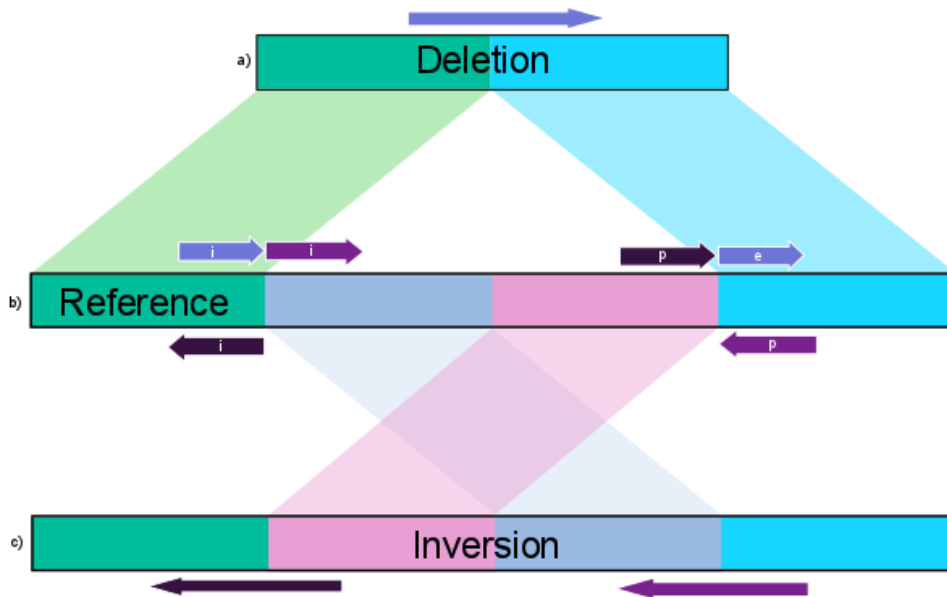 a) Deletion
i i p e
b) Reference
i p
c) Inversion